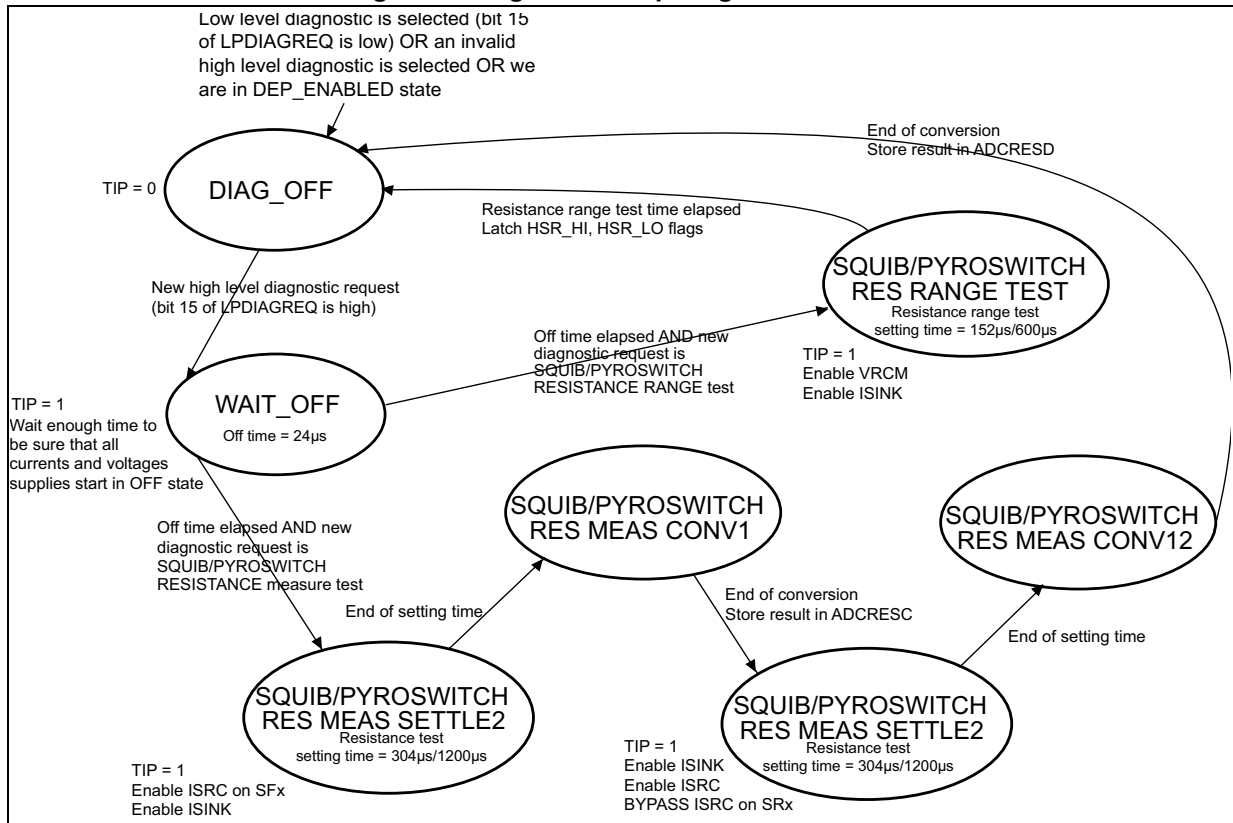 Low level diagnostic is selected (bit 15
of LPDIAGREQ is low) OR an invalid
high level diagnostic is selected OR we
are in DEP_ENABLED state
End of conversion
Store result in ADCRESD
TIP = 0
DIAG_OFF
Resistance range test time elapsed
Latch HSR_HI, HSR_LO flags
SQUIB/PYROSWITCH
RES RANGE TEST
Resistance range test
setting time = 152µs/600µs
New high level diagnostic request
(bit 15 of LPDIAGREQ is high)
Off time elapsed AND new
diagnostic request is
SQUIB/PYROSWITCH
RESISTANCE RANGE test
TIP = 1
Enable VRCM
Enable ISINK
TIP = 1
Wait enough time to
be sure that all
currents and voltages
supplies start in OFF state
WAIT_OFF
Off time = 24µs
SQUIB/PYROSWITCH
RES MEAS CONV1
SQUIB/PYROSWITCH
RES MEAS CONV12
Off time elapsed AND new
diagnostic request is
SQUIB/PYROSWITCH
RESISTANCE measure test
End of setting time
End of conversion
Store result in ADCRESC
End of setting time
SQUIB/PYROSWITCH
RES MEAS SETTLE2
Resistance test
setting time = 304µs/1200µs
TIP = 1
Enable ISRC on SFx
Enable ISINK
SQUIB/PYROSWITCH
RES MEAS SETTLE2
Resistance test
setting time = 304µs/1200µs
TIP = 1
Enable ISINK
Enable ISRC
BYPASS ISRC on SRx